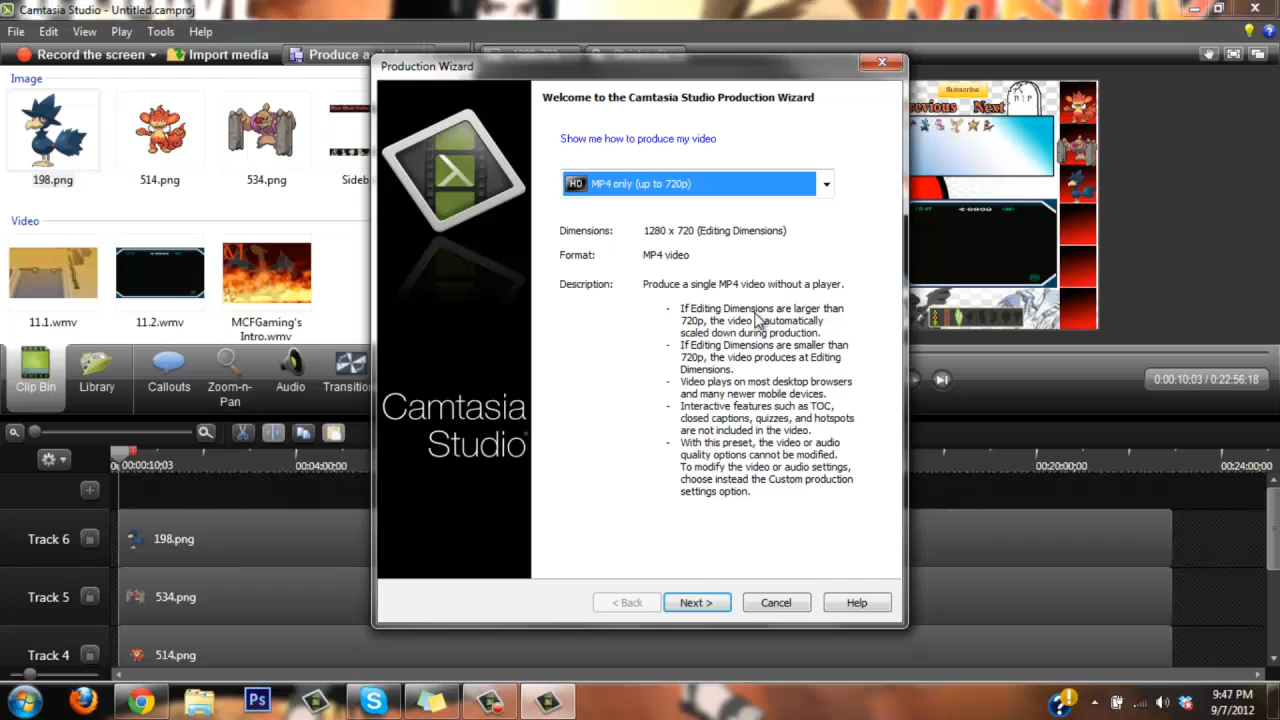 Camtasia Studio - Untitled.camproj
File Edit View Play Tools Help
Record the screen Import media Produce a
Image
198.png 514.png 534.png Sideb
Video
11.1.wmv 11.2.wmv MCFGaming's
Intro.wmv
Clip Bin Library Callouts Zoom-n-
Pan Audio Transition
Production Wizard
Welcome to the Camtasia Studio Production Wizard
Show me how to produce my video
HD MP4 only (up to 720p)
Dimensions: 1280 x 720 (Editing Dimensions)
Format: MP4 video
Description: Produce a single MP4 video without a player.
- If Editing Dimensions are larger than
720p, the video automatically
scaled down during production.
- If Editing Dimensions are smaller than
720p, the video produces at Editing
Dimensions.
- Video plays on most desktop browsers
and many newer mobile devices.
- Interactive features such as TOC,
closed captions, quizzes, and hotspots
are not included in the video.
- With this preset, the video or audio
quality options cannot be modified.
To modify the video or audio settings,
choose instead the Custom production
settings option.
Camtasia
Studio
< Back Next > Cancel Help
Subscribe
revious Next
RIP
0:00:10;03 / 0:22:56;18
00:00:10;03 00:04:00;00 00:20:00;00 00:24:00;00
Track 6 198.png
Track 5 534.png
Track 4 514.png
Ps
9:47 PM
9/7/2012